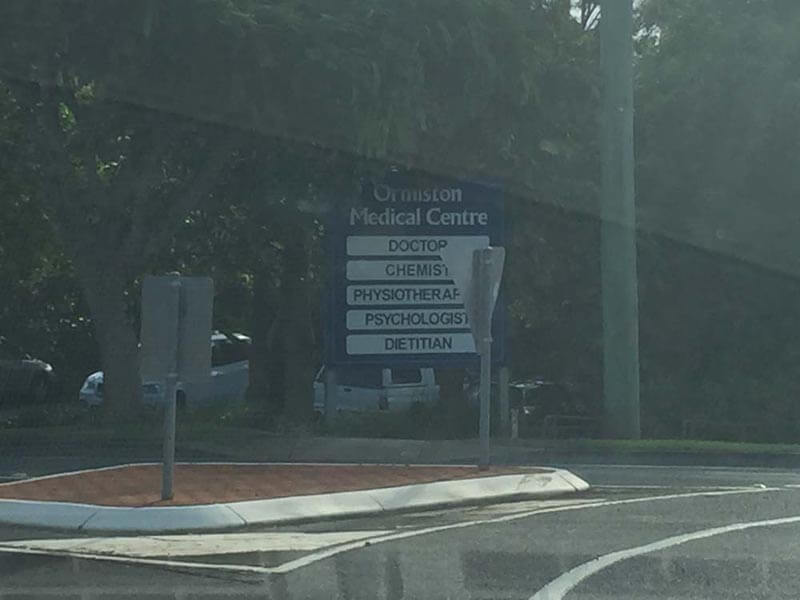 Ormiston
Medical Centre
DOCTOR
CHEMIST
PHYSIOTHERAP
PSYCHOLOGIST
DIETITIAN